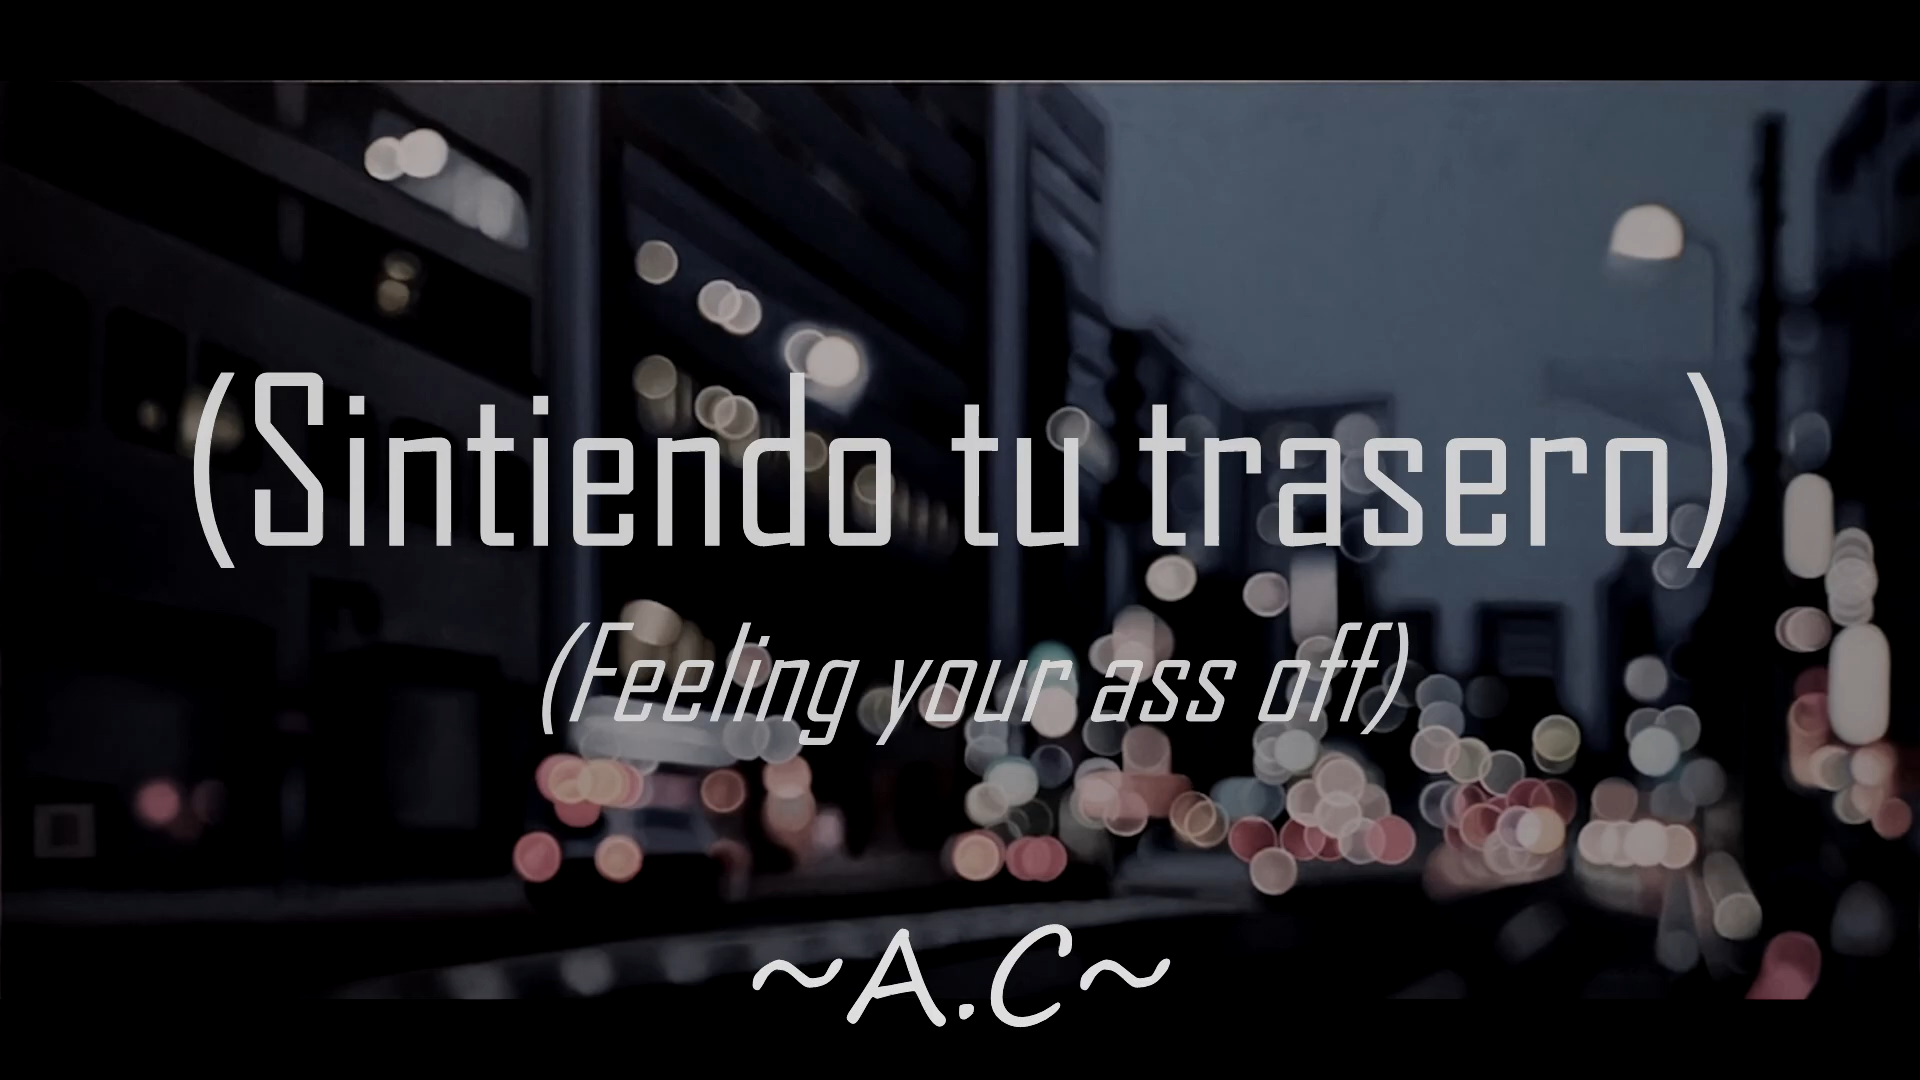 (Sintiendo tu trasero)
(Feeling your ass off)
~A.C~